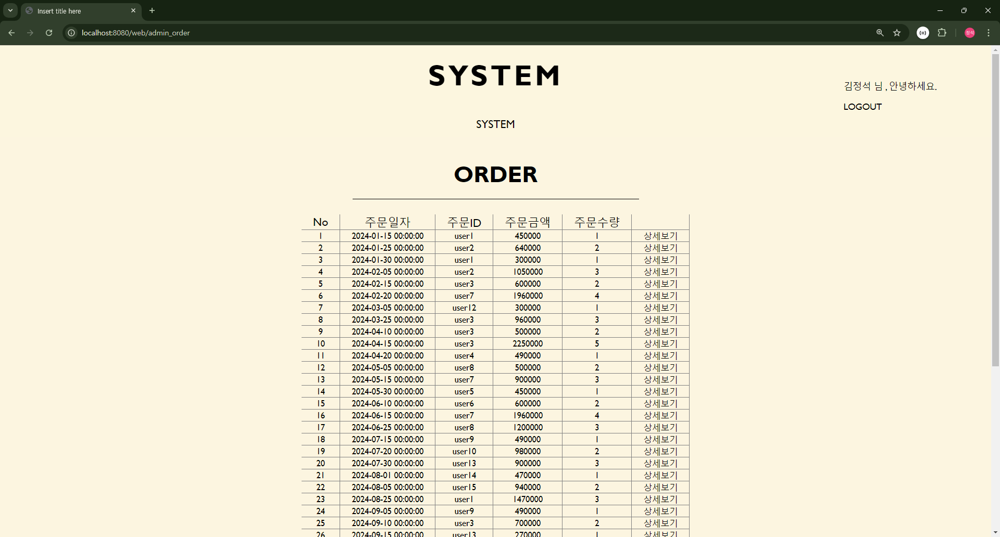 Insert title here
localhost:8080/web/admin_order
정석
SYSTEM
김정석 님 , 안녕하세요.
LOGOUT
SYSTEM
ORDER
No 주문일자 주문ID 주문금액 주문수량
1 2024-01-15 00:00:00 user1 450000 1 상세보기
2 2024-01-25 00:00:00 user2 640000 2 상세보기
3 2024-01-30 00:00:00 user1 300000 1 상세보기
4 2024-02-05 00:00:00 user2 1050000 3 상세보기
5 2024-02-15 00:00:00 user3 600000 2 상세보기
6 2024-02-20 00:00:00 user7 1960000 4 상세보기
7 2024-03-05 00:00:00 user12 300000 1 상세보기
8 2024-03-25 00:00:00 user3 960000 3 상세보기
9 2024-04-10 00:00:00 user3 500000 2 상세보기
10 2024-04-15 00:00:00 user3 2250000 5 상세보기
11 2024-04-20 00:00:00 user4 490000 1 상세보기
12 2024-05-05 00:00:00 user8 500000 2 상세보기
13 2024-05-15 00:00:00 user7 900000 3 상세보기
14 2024-05-30 00:00:00 user5 450000 1 상세보기
15 2024-06-10 00:00:00 user6 600000 2 상세보기
16 2024-06-15 00:00:00 user7 1960000 4 상세보기
17 2024-06-25 00:00:00 user8 1200000 3 상세보기
18 2024-07-15 00:00:00 user9 490000 1 상세보기
19 2024-07-20 00:00:00 user10 980000 2 상세보기
20 2024-07-30 00:00:00 user13 900000 3 상세보기
21 2024-08-01 00:00:00 user14 470000 1 상세보기
22 2024-08-05 00:00:00 user15 940000 2 상세보기
23 2024-08-25 00:00:00 user1 1470000 3 상세보기
24 2024-09-05 00:00:00 user9 490000 1 상세보기
25 2024-09-10 00:00:00 user3 700000 2 상세보기
26 2024-09-15 00:00:00 user13 270000 1 상세보기